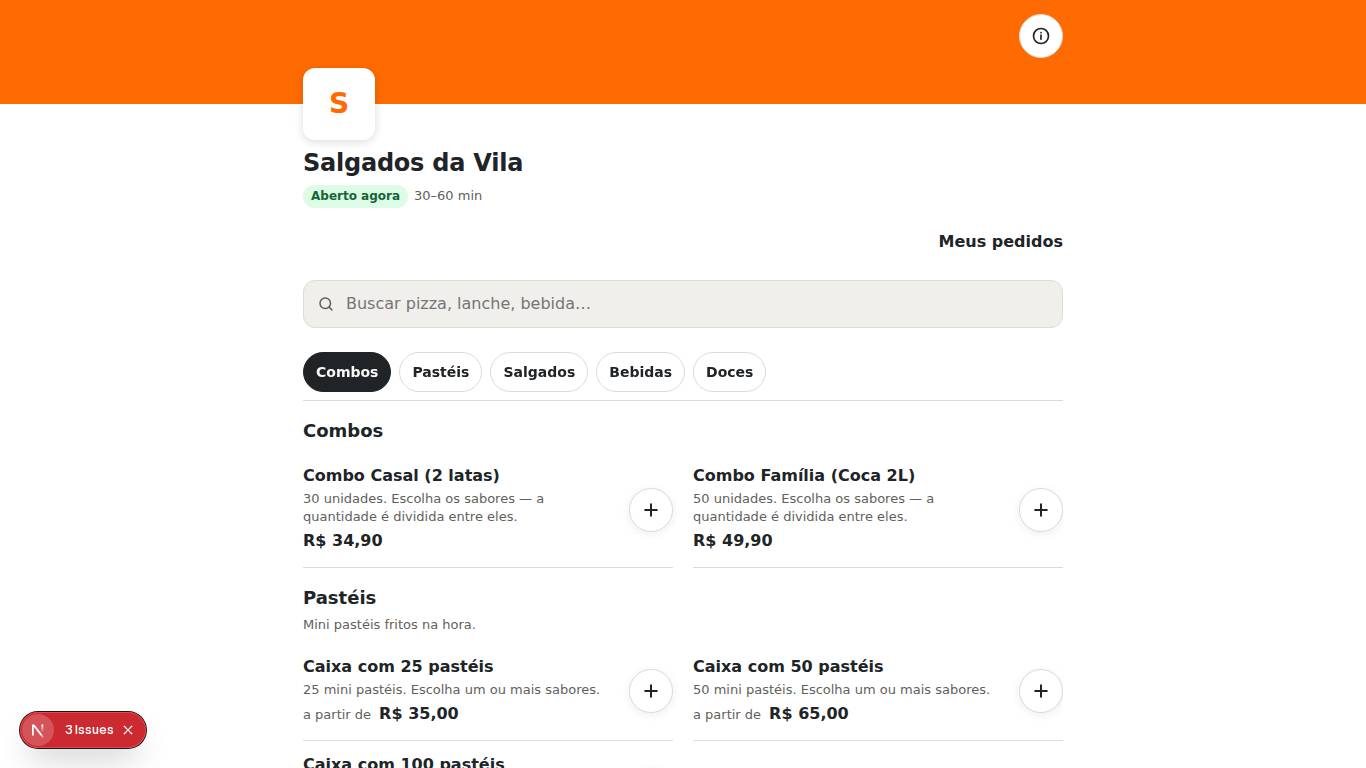 S
Salgados da Vila
Aberto agora 30–60 min
Meus pedidos
Buscar pizza, lanche, bebida…
Combos Pastéis Salgados Bebidas Doces
Combos
Combo Casal (2 latas)
30 unidades. Escolha os sabores — a
quantidade é dividida entre eles.
R$ 34,90
Combo Família (Coca 2L)
50 unidades. Escolha os sabores — a
quantidade é dividida entre eles.
R$ 49,90
Pastéis
Mini pastéis fritos na hora.
Caixa com 25 pastéis
25 mini pastéis. Escolha um ou mais sabores.
a partir de R$ 35,00
Caixa com 50 pastéis
50 mini pastéis. Escolha um ou mais sabores.
a partir de R$ 65,00
Caixa com 100 pastéis
N 3 Issues